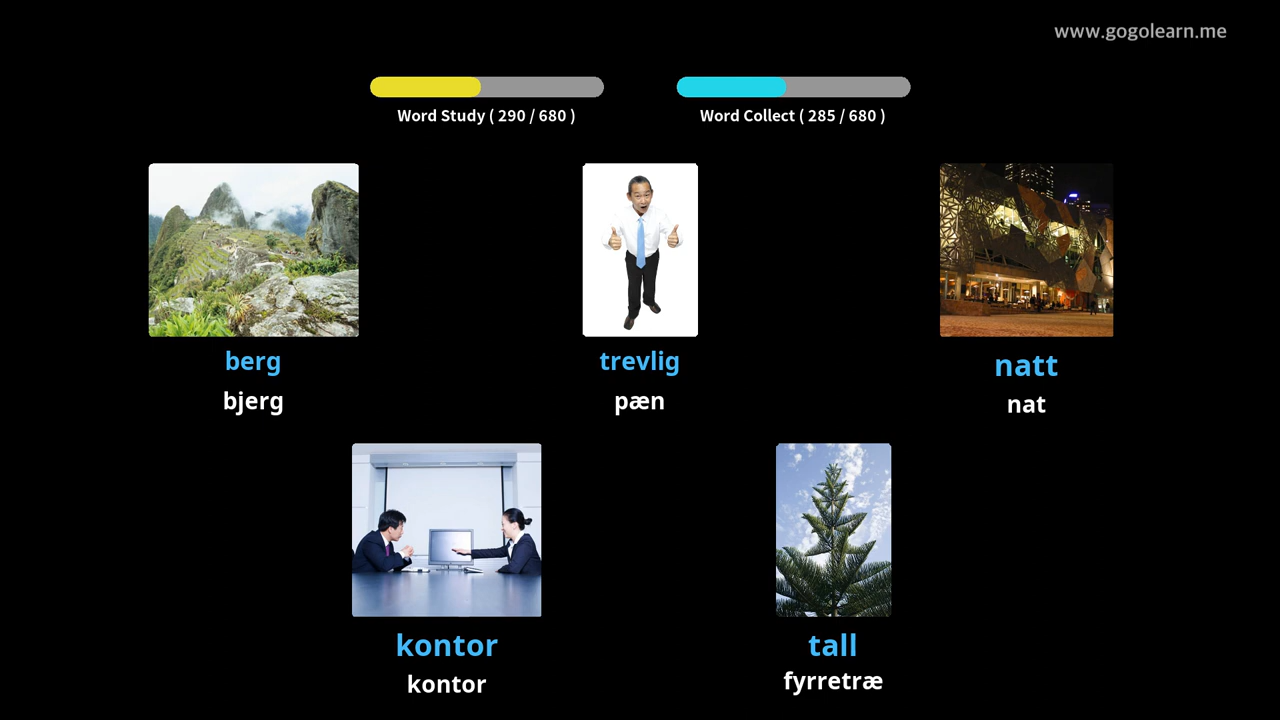 www.gogolearn.me
Word Study ( 290 / 680 )
Word Collect ( 285 / 680 )
berg
bjerg
trevlig
pæn
natt
nat
kontor
kontor
tall
fyrretræ